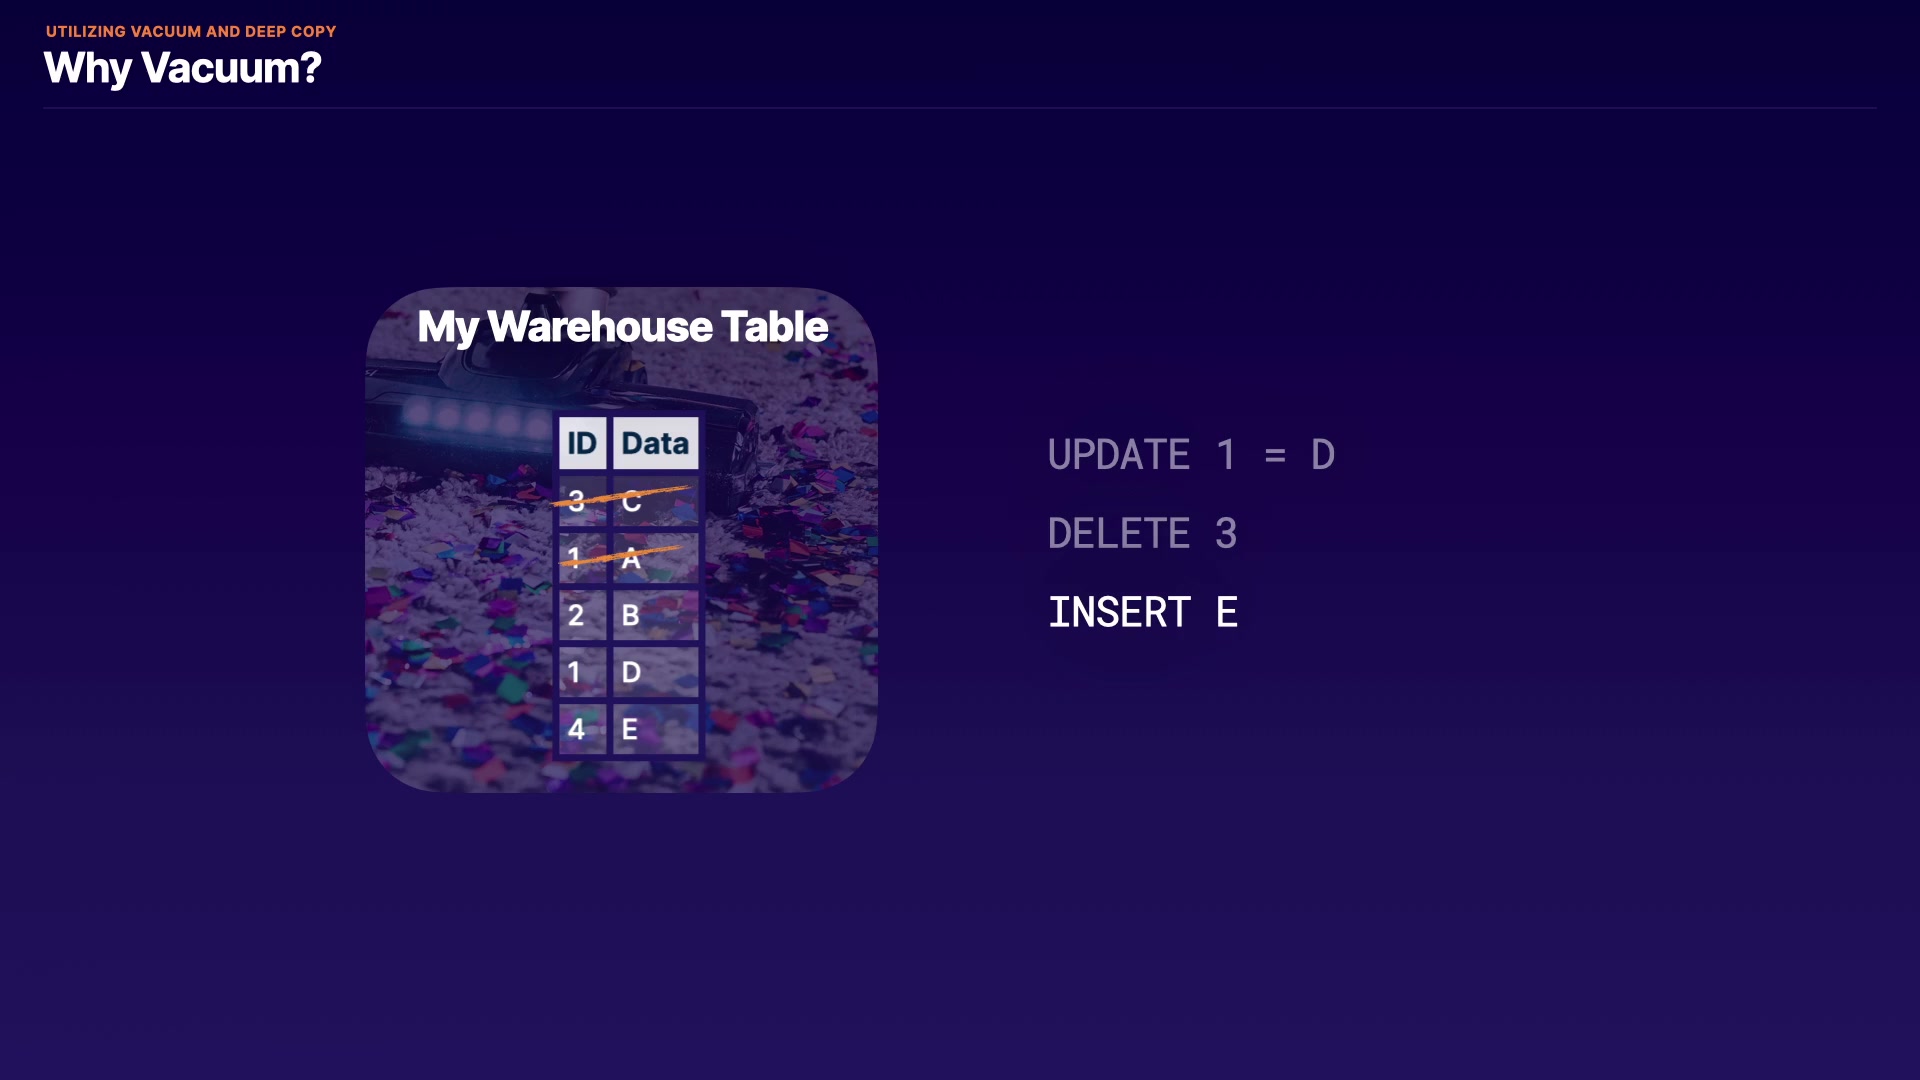 UTILIZING VACUUM AND DEEP COPY
Why Vacuum?
My Warehouse Table
ID Data
3 C
1 A
2 B
1 D
4 E
UPDATE 1 = D
DELETE 3
INSERT E